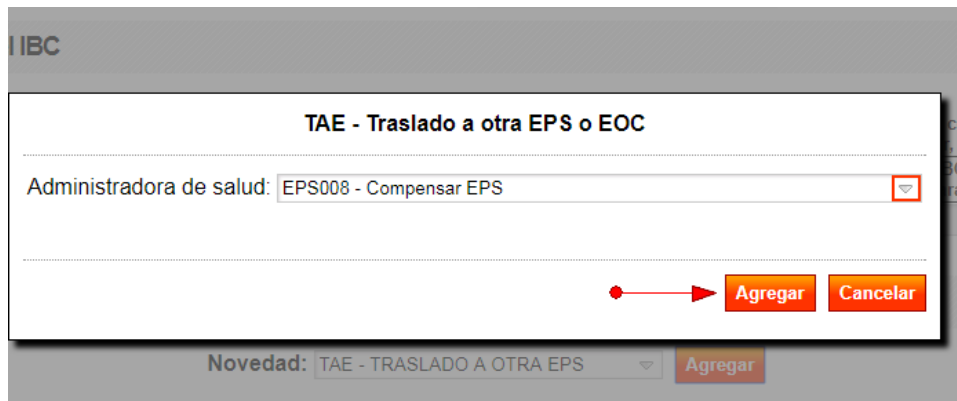 l IBC
TAE - Traslado a otra EPS o EOC
Administradora de salud: EPS008 - Compensar EPS
Agregar Cancelar
Novedad: TAE - TRASLADO A OTRA EPS Agregar